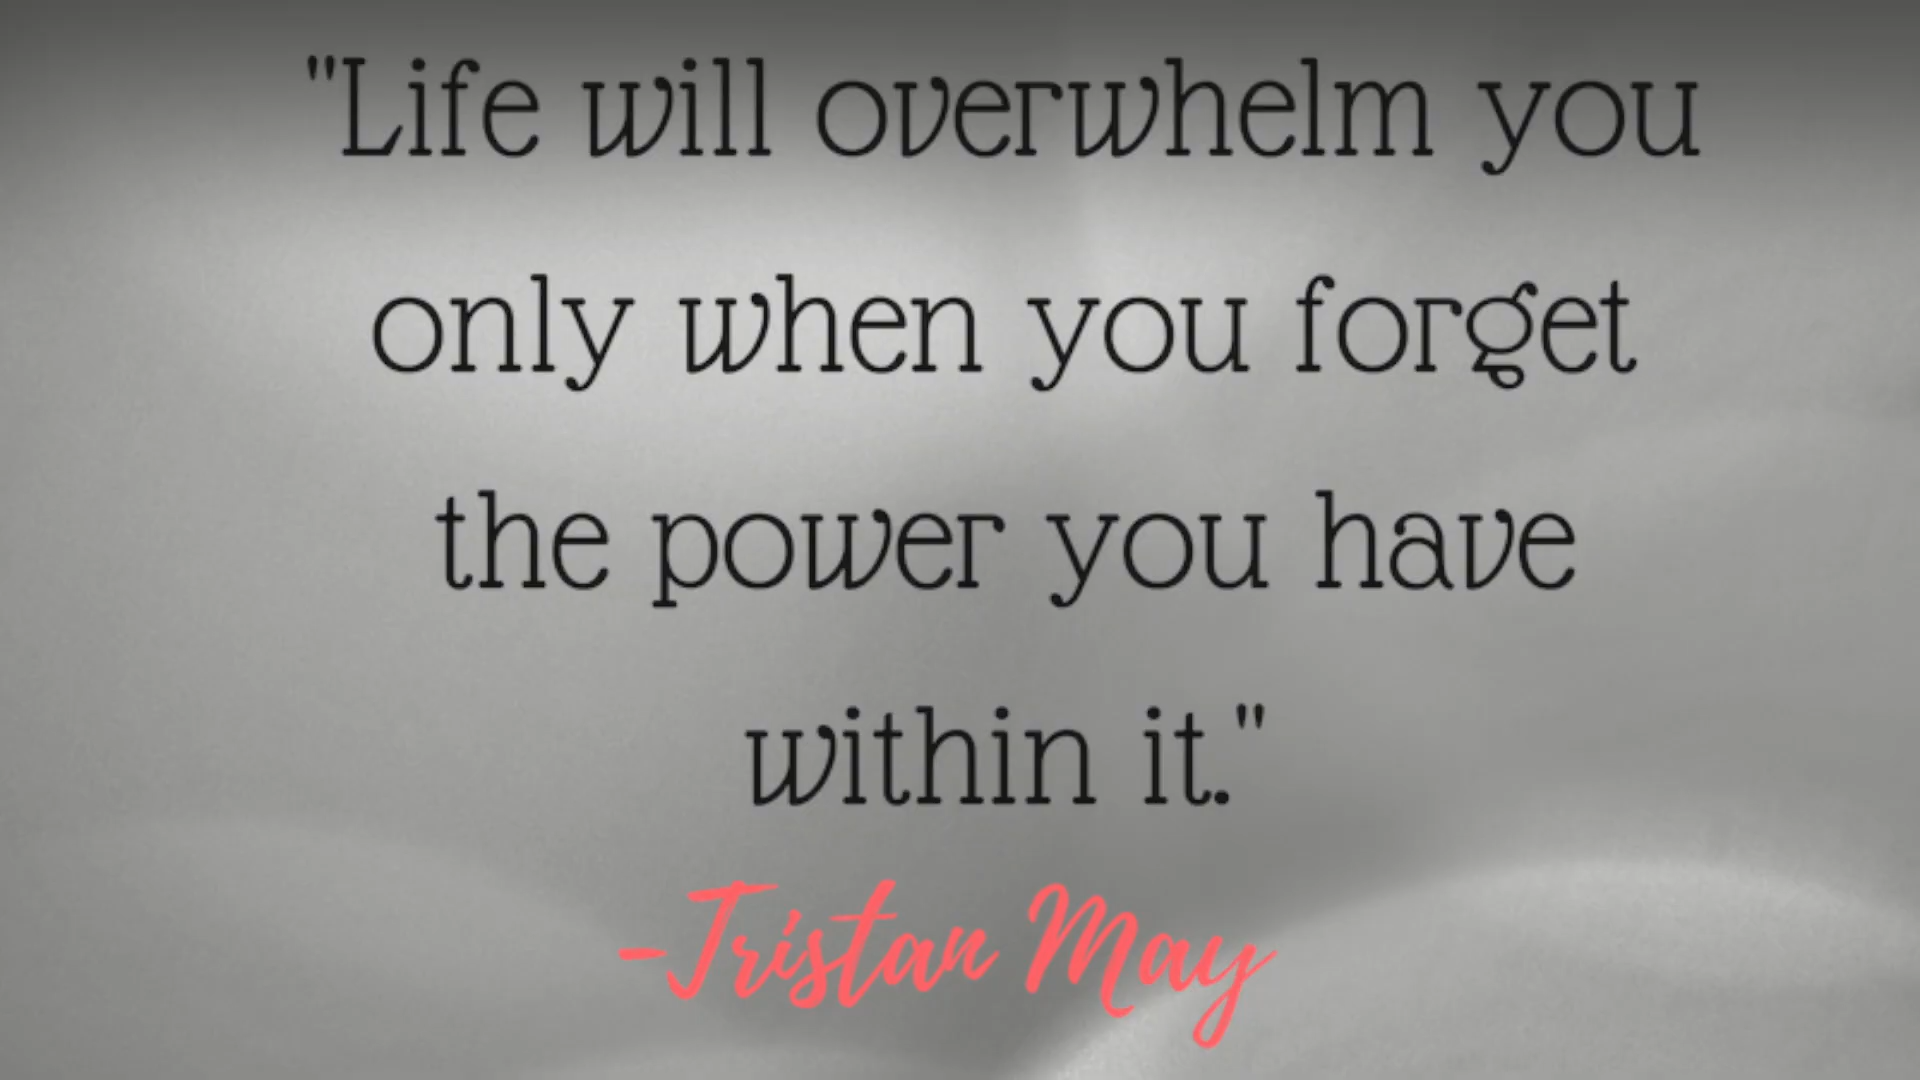 "Life will overwhelm you
only when you forget
the power you have
within it."
-Tristan May